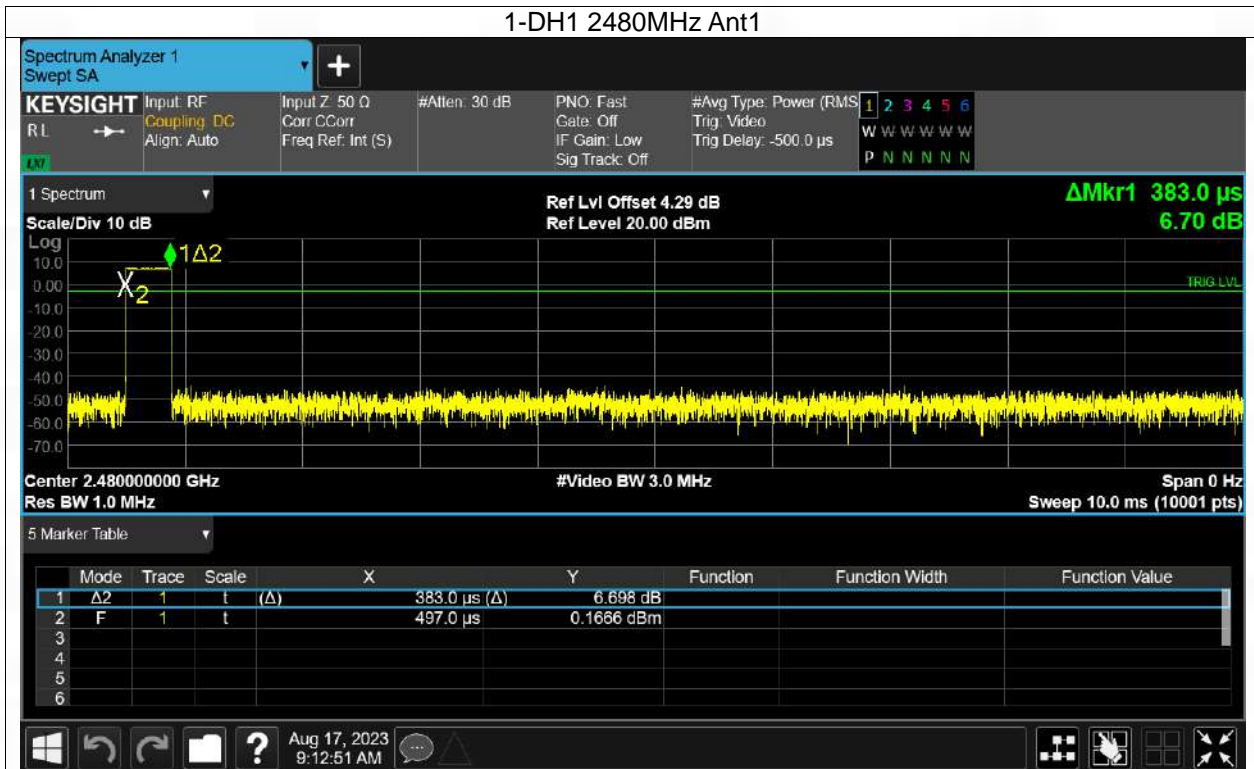 1-DH1 2480MHz Ant1
Spectrum Analyzer 1
Swept SA
KEYSIGHT
RL
LXI
Input: RF
Coupling: DC
Align: Auto
Input Z: 50 Ω
Corr CCorr
Freq Ref: Int (S)
#Atten: 30 dB
PNO: Fast
Gate: Off
IF Gain: Low
Sig Track: Off
#Avg Type: Power (RMS
Trig: Video
Trig Delay: -500.0 µs
1 2 3 4 5 6
W W W W W W
P N N N N N
1 Spectrum
Scale/Div 10 dB
Ref Lvl Offset 4.29 dB
Ref Level 20.00 dBm
ΔMkr1 383.0 µs
6.70 dB
Log
10.0
0.00
-10.0
-20.0
-30.0
-40.0
-50.0
-60.0
-70.0
1Δ2
X2
TRIG LVL
Center 2.480000000 GHz
#Video BW 3.0 MHz
Span 0 Hz
Res BW 1.0 MHz
Sweep 10.0 ms (10001 pts)
5 Marker Table
Mode Trace Scale X Y Function Function Width Function Value
1 Δ2 1 t (Δ) 383.0 µs (Δ) 6.698 dB
2 F 1 t 497.0 µs 0.1666 dBm
3
4
5
6
?
Aug 17, 2023
9:12:51 AM